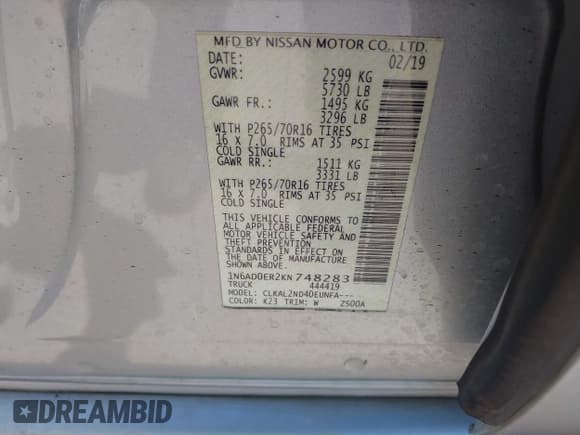 MFD BY NISSAN MOTOR CO., LTD.
DATE: 02/19
GVWR: 2599 KG
5730 LB
GAWR FR.: 1495 KG
3296 LB
WITH P265/70R16 TIRES
16 X 7.0 RIMS AT 35 PSI
COLD SINGLE
GAWR RR.: 1511 KG
3331 LB
WITH P265/70R16 TIRES
16 X 7.0 RIMS AT 35 PSI
COLD SINGLE
THIS VEHICLE CONFORMS TO
ALL APPLICABLE FEDERAL
MOTOR VEHICLE SAFETY AND
THEFT PREVENTION
STANDARDS IN EFFECT ON THE
DATE OF MANUFACTURE
SHOWN ABOVE.
1N6AD0ER2KN748283
TRUCK 444419
MODEL: CLKAL2ND40EUNFA---
COLOR: K23 TRIM: W 2500A
DREAMBID